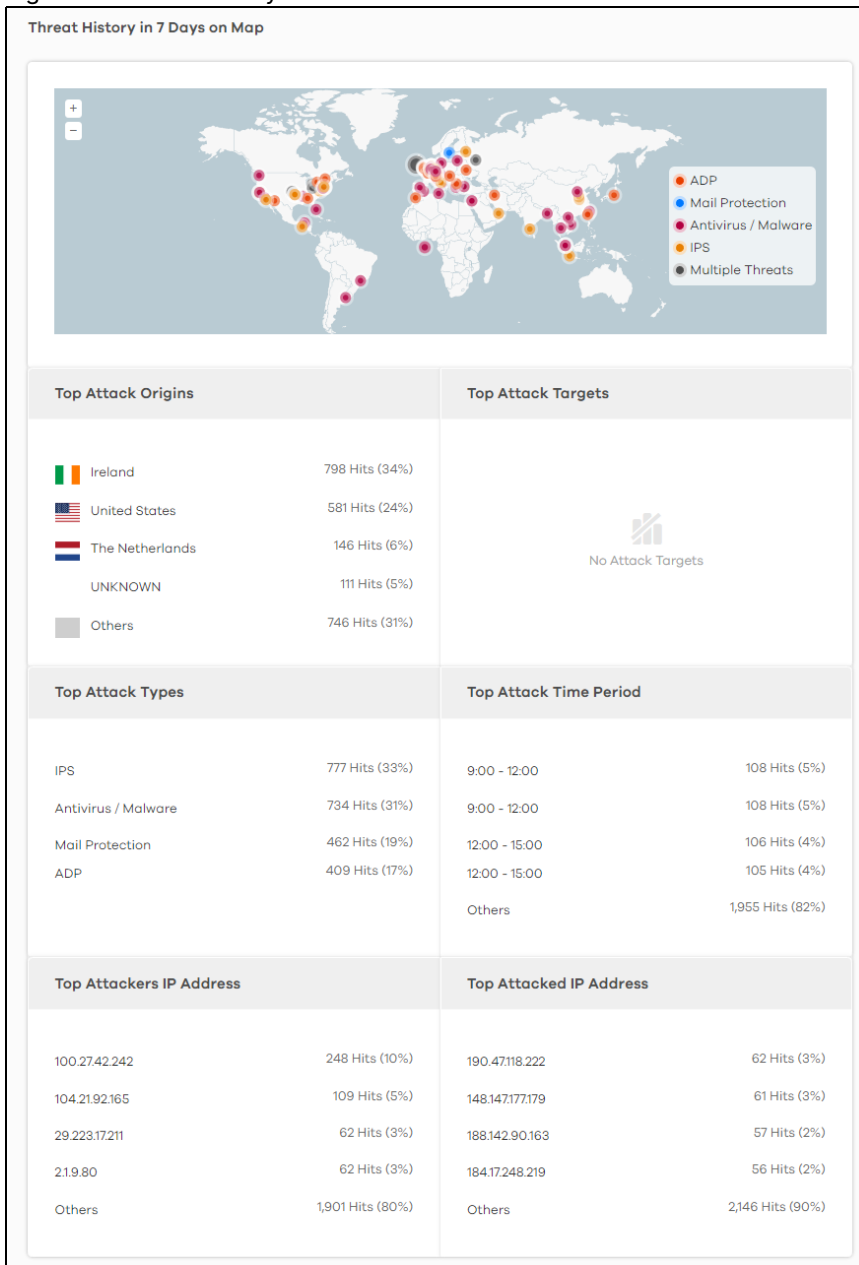 Threat History in 7 Days on Map
+
−
ADP
Mail Protection
Antivirus / Malware
IPS
Multiple Threats
Top Attack Origins
Ireland 798 Hits (34%)
United States 581 Hits (24%)
The Netherlands 146 Hits (6%)
UNKNOWN 111 Hits (5%)
Others 746 Hits (31%)
Top Attack Targets
No Attack Targets
Top Attack Types
IPS 777 Hits (33%)
Antivirus / Malware 734 Hits (31%)
Mail Protection 462 Hits (19%)
ADP 409 Hits (17%)
Top Attack Time Period
9:00 - 12:00 108 Hits (5%)
9:00 - 12:00 108 Hits (5%)
12:00 - 15:00 106 Hits (4%)
12:00 - 15:00 105 Hits (4%)
Others 1,955 Hits (82%)
Top Attackers IP Address
100.27.42.242 248 Hits (10%)
104.21.92.165 109 Hits (5%)
29.223.17.211 62 Hits (3%)
2.1.9.80 62 Hits (3%)
Others 1,901 Hits (80%)
Top Attacked IP Address
190.47.118.222 62 Hits (3%)
148.147.177.179 61 Hits (3%)
188.142.90.163 57 Hits (2%)
184.17.248.219 56 Hits (2%)
Others 2,146 Hits (90%)